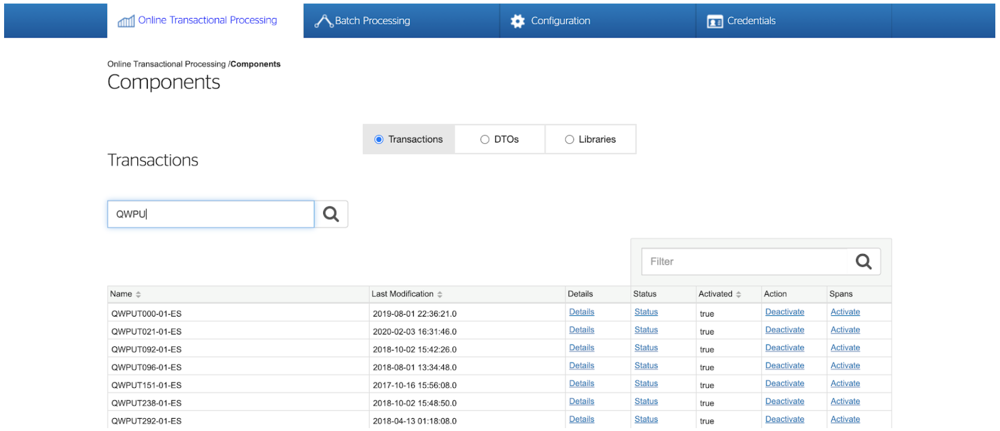 Online Transactional Processing Batch Processing Configuration Credentials
Online Transactional Processing /Components
Components
Transactions DTOs Libraries
Transactions
QWPU
Filter
Name Last Modification Details Status Activated Action Spans
QWPUT000-01-ES 2019-08-01 22:36:21.0 Details Status true Deactivate Activate
QWPUT021-01-ES 2020-02-03 16:31:46.0 Details Status true Deactivate Activate
QWPUT092-01-ES 2018-10-02 15:42:26.0 Details Status true Deactivate Activate
QWPUT096-01-ES 2018-08-01 13:34:48.0 Details Status true Deactivate Activate
QWPUT151-01-ES 2017-10-16 15:56:08.0 Details Status true Deactivate Activate
QWPUT238-01-ES 2018-10-02 15:48:50.0 Details Status true Deactivate Activate
QWPUT292-01-ES 2018-04-13 01:18:08.0 Details Status true Deactivate Activate